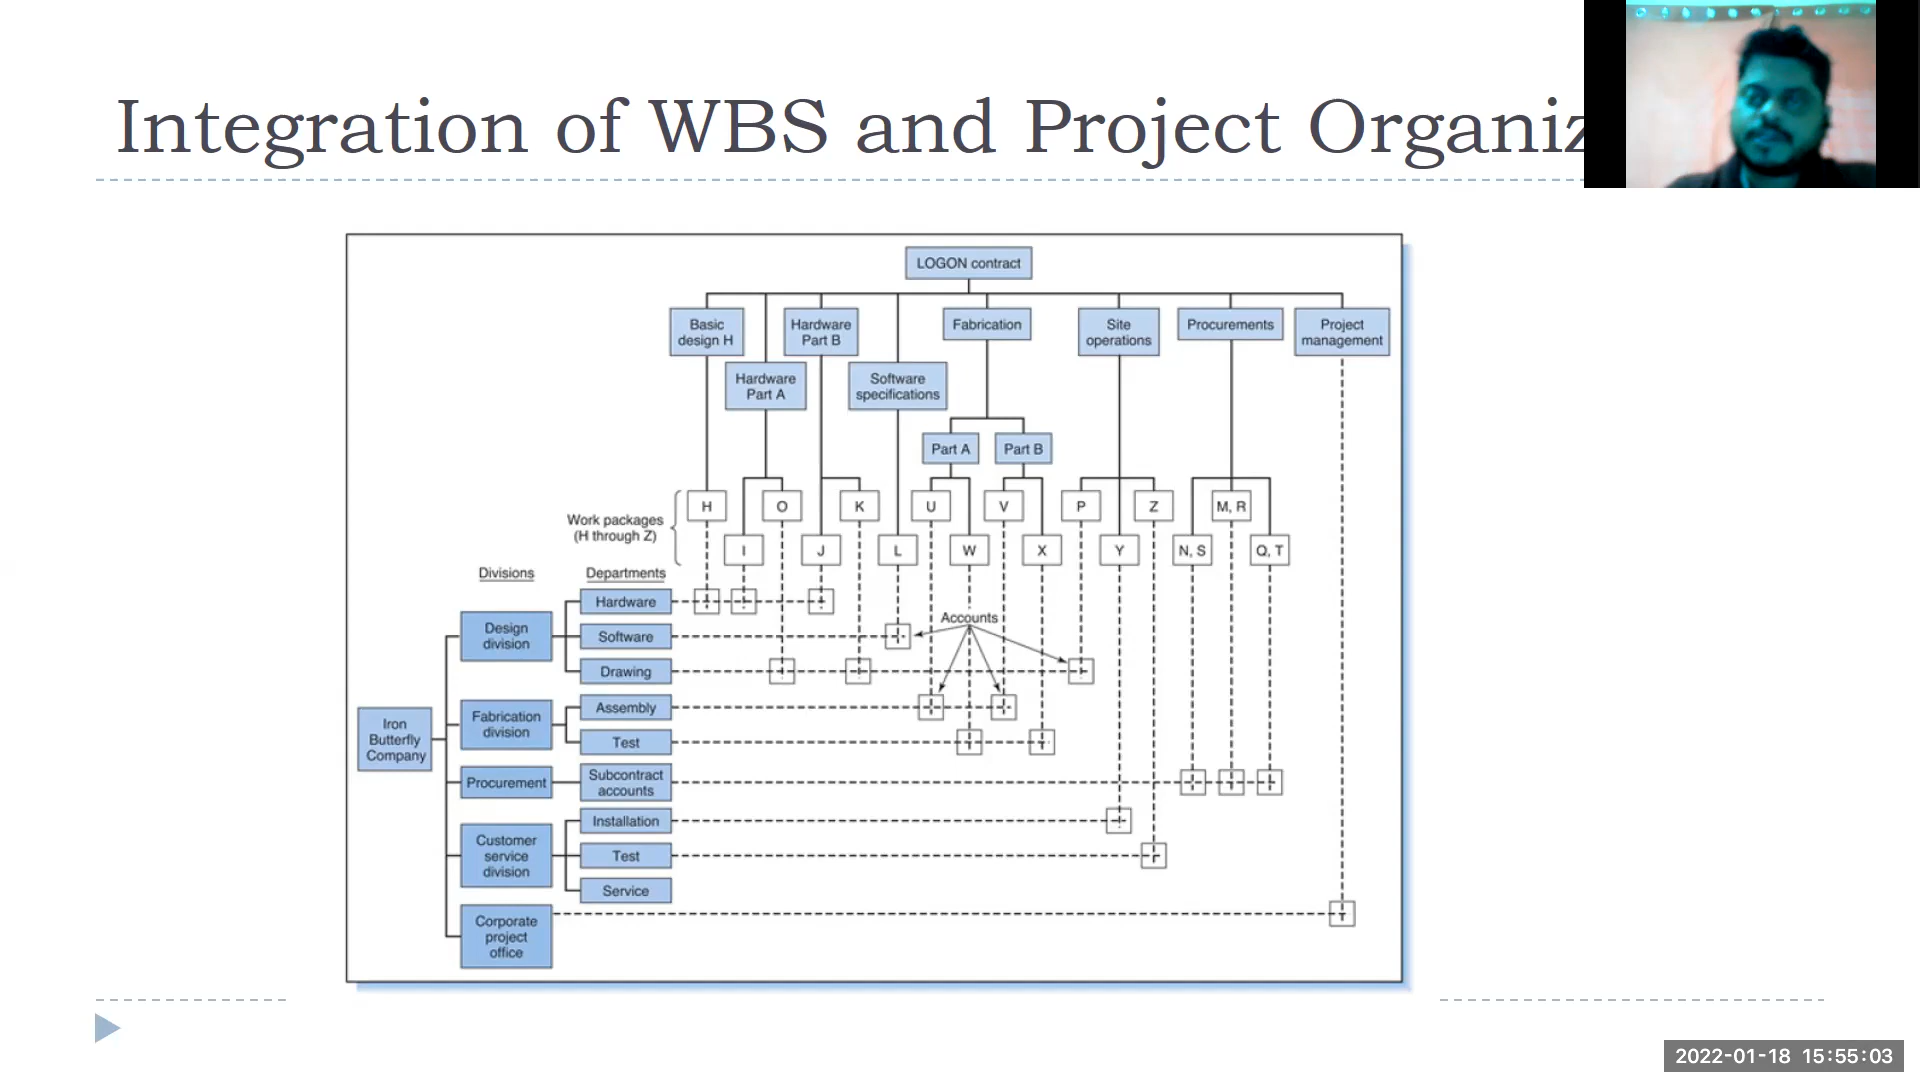 Integration of WBS and Project Organiz
LOGON contract
Basic
design H
Hardware
Part B
Fabrication
Site
operations
Procurements
Project
management
Hardware
Part A
Software
specifications
Part A
Part B
Work packages
(H through Z)
H
O
K
U
V
P
Z
M, R
I
J
L
W
X
Y
N, S
Q, T
Divisions
Departments
Accounts
Iron
Butterfly
Company
Design
division
Hardware
Software
Drawing
Fabrication
division
Assembly
Test
Procurement
Subcontract
accounts
Customer
service
division
Installation
Test
Service
Corporate
project
office
2022-01-18 15:55:03